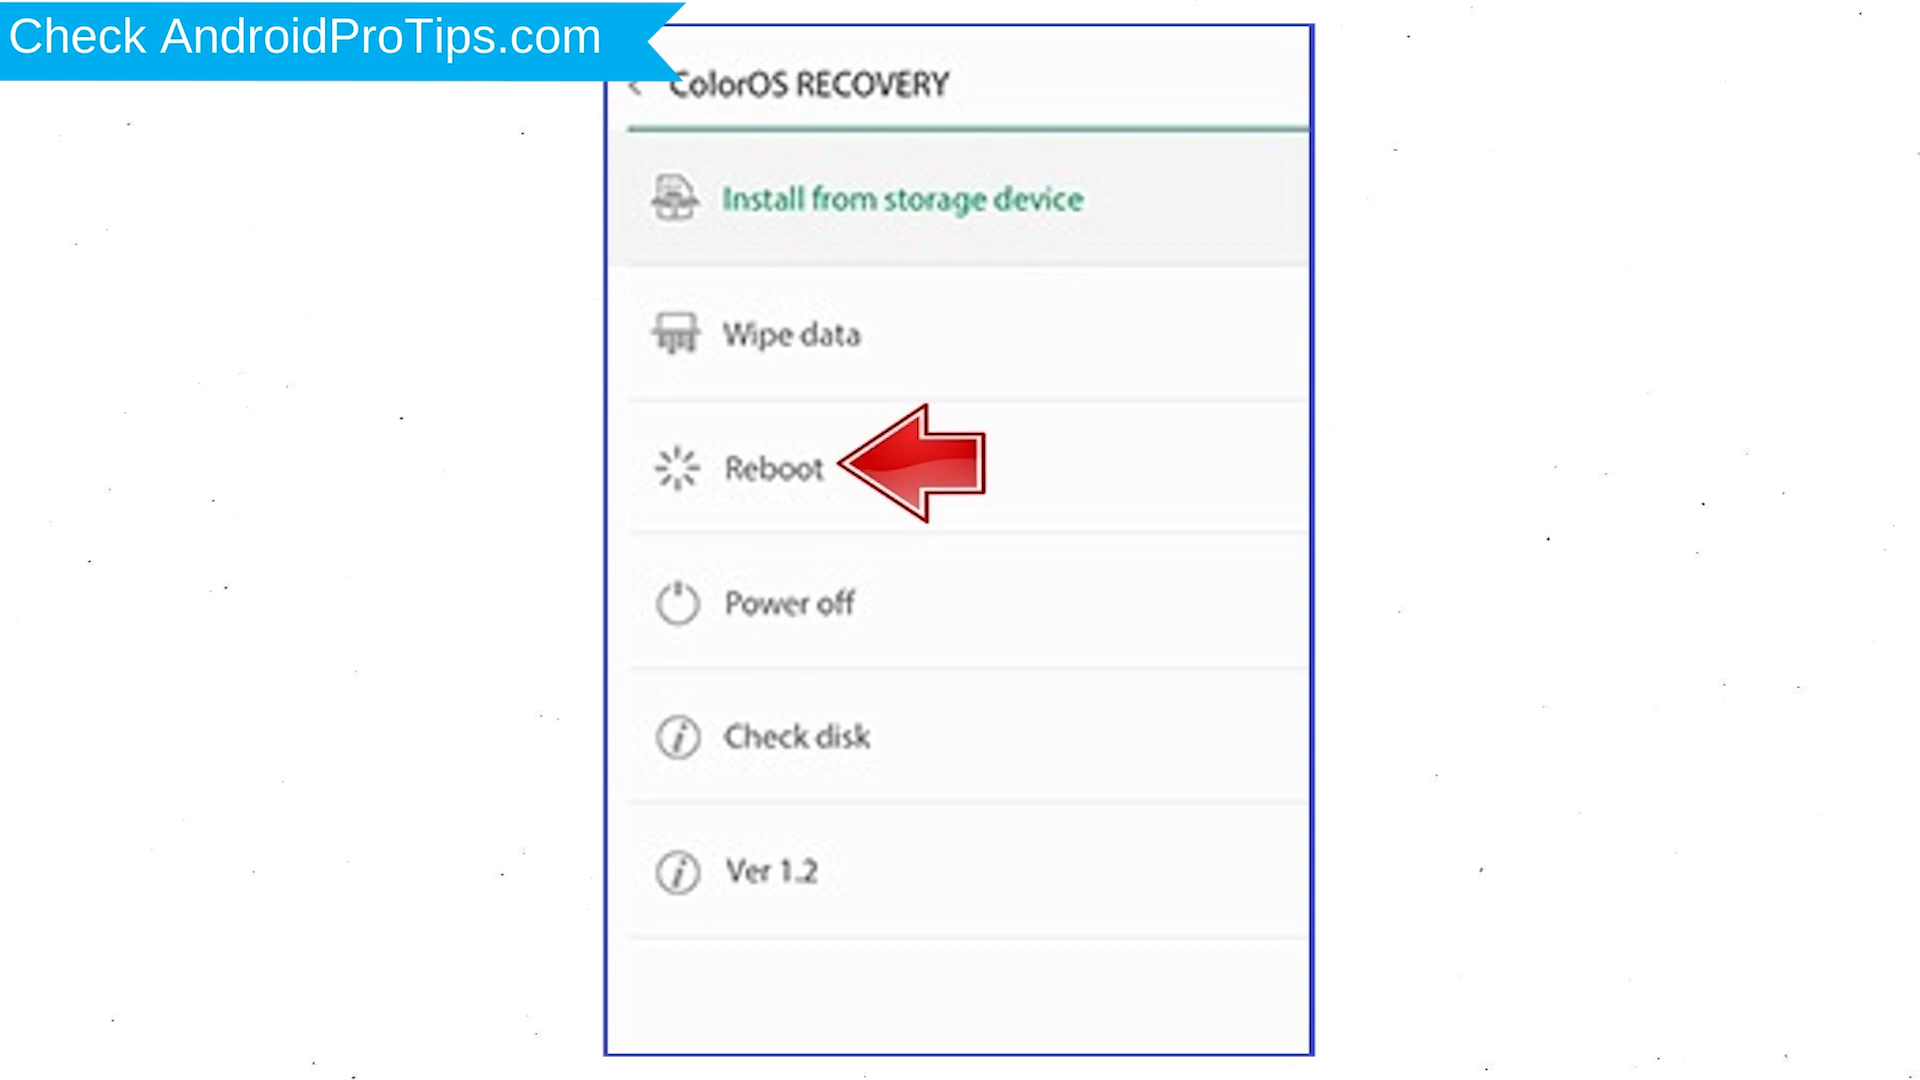 Check AndroidProTips.com
ColorOS RECOVERY
Install from storage device
Wipe data
Reboot
Power off
Check disk
Ver 1.2